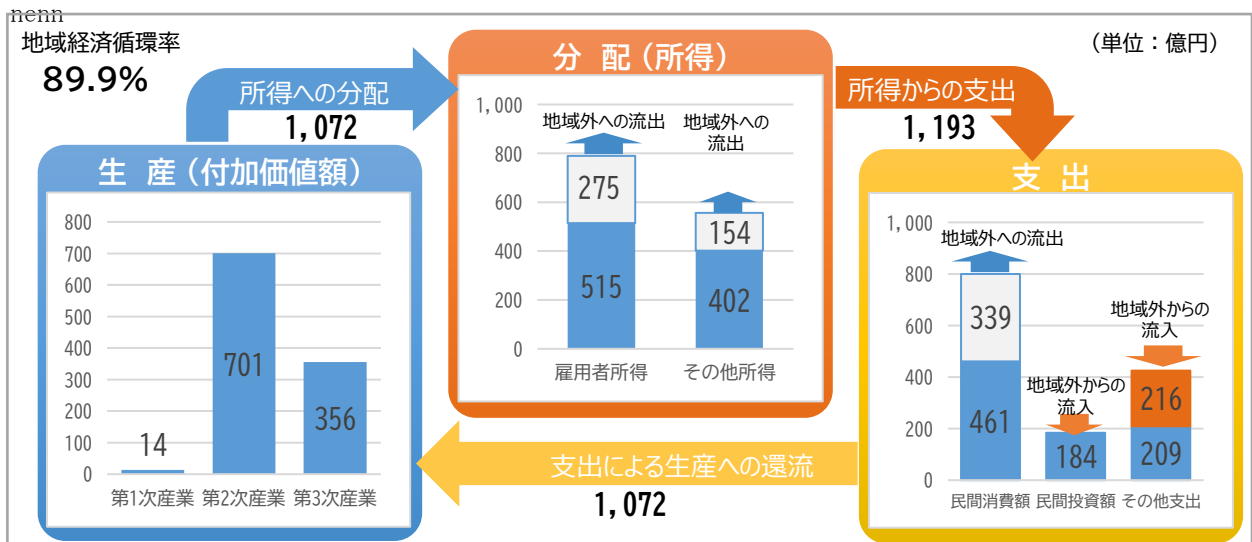 nenn
地域経済循環率
89.9%
(単位：億円)
所得への分配
1,072
分 配（所得）
1,000
800
600
400
200
0
地域外への流出
地域外への
流出
275
515
154
402
雇用者所得
その他所得
所得からの支出
1,193
生 産（付加価値額）
800
700
600
500
400
300
200
100
0
14
701
356
第1次産業
第2次産業
第3次産業
支 出
1,000
800
600
400
200
0
地域外への流出
339
461
地域外からの
流入
184
地域外からの
流入
216
209
民間消費額
民間投資額
その他支出
支出による生産への還流
1,072